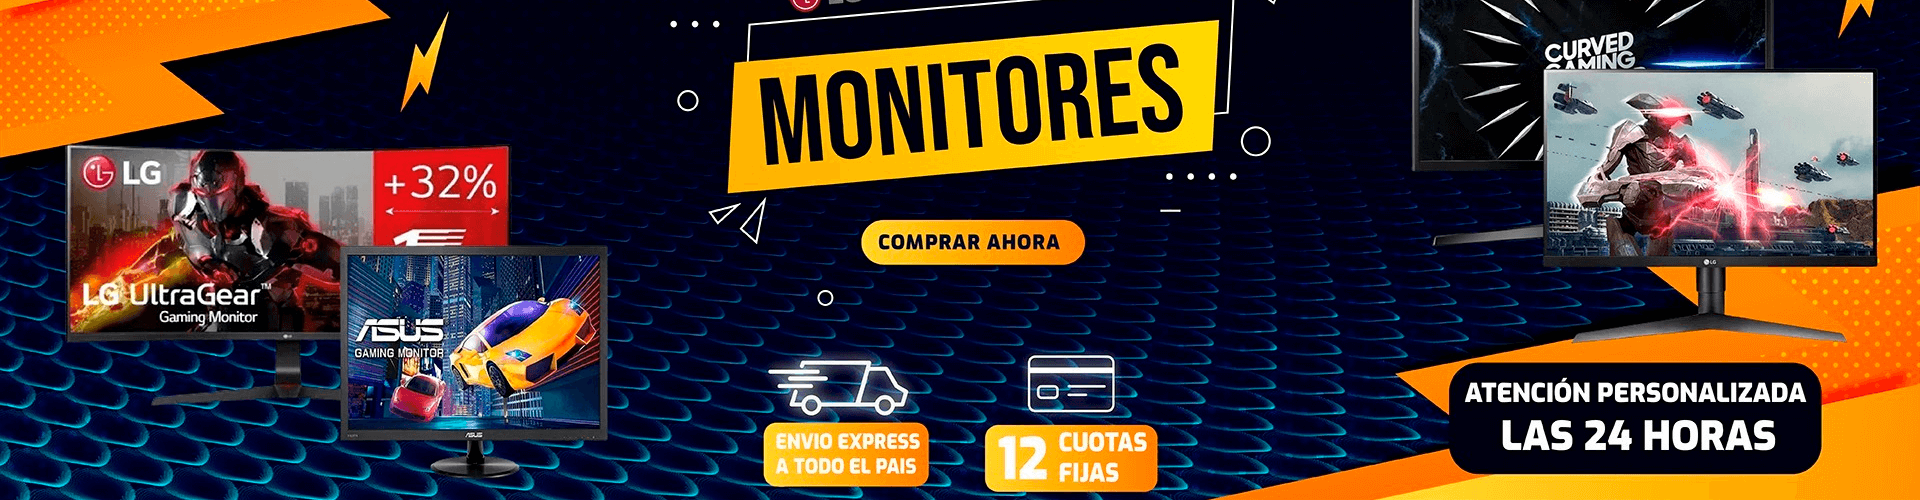 MONITORES
COMPRAR AHORA
LG
+32%
LG UltraGear™
Gaming Monitor
ASUS
GAMING MONITOR
ASUS
CURVED
GAMING
LG
ENVIO EXPRESS
A TODO EL PAIS
12 CUOTAS
FIJAS
ATENCIÓN PERSONALIZADA
LAS 24 HORAS